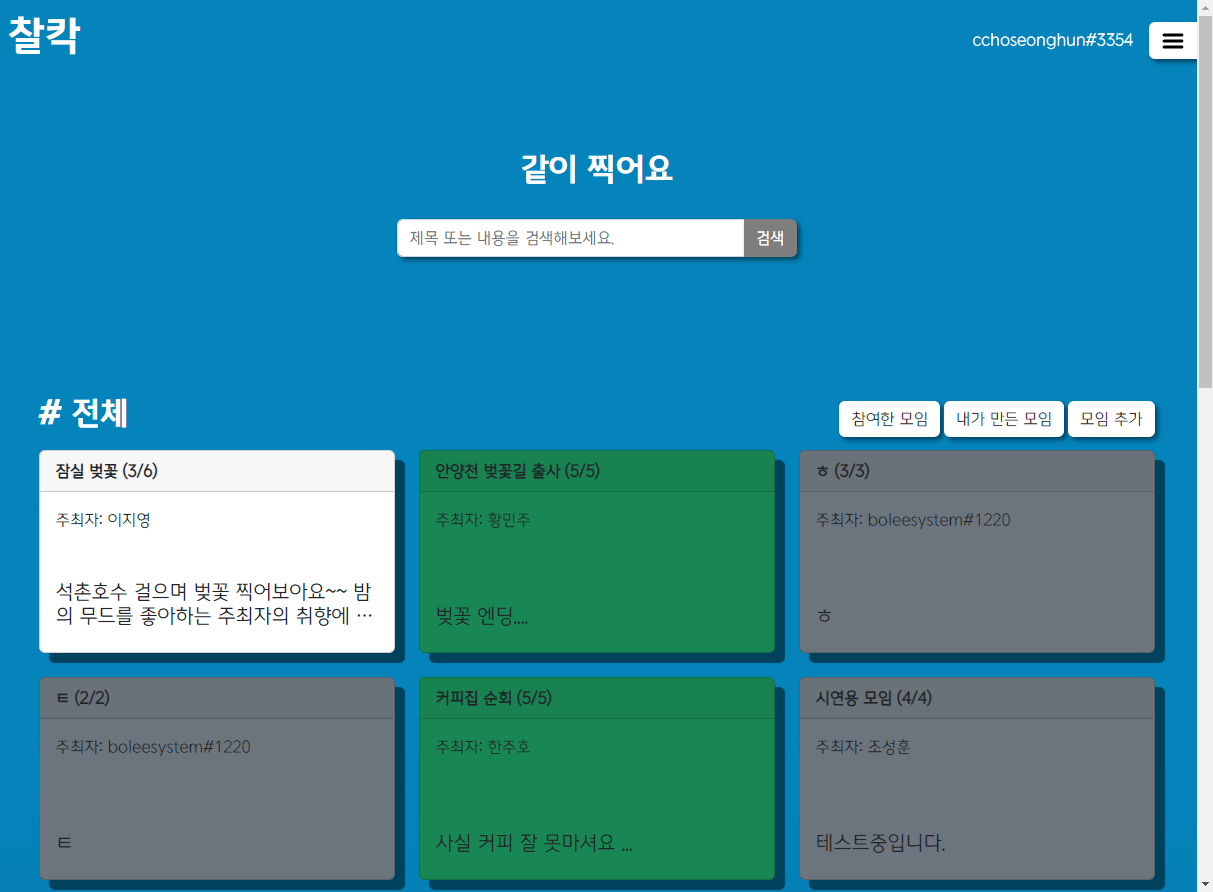 찰칵
cchoseonghun#3354
같이 찍어요
제목 또는 내용을 검색해보세요.
검색
# 전체
참여한 모임
내가 만든 모임
모임 추가
잠실 벚꽃 (3/6)
주최자: 이지영
석촌호수 걸으며 벚꽃 찍어보아요~~ 밤
의 무드를 좋아하는 주최자의 취향에 …
안양천 벚꽃길 출사 (5/5)
주최자: 황민주
벚꽃 엔딩....
ㅎ (3/3)
주최자: boleesystem#1220
ㅎ
ㅌ (2/2)
주최자: boleesystem#1220
ㅌ
커피집 순회 (5/5)
주최자: 한주호
사실 커피 잘 못마셔요 ...
시연용 모임 (4/4)
주최자: 조성훈
테스트중입니다.